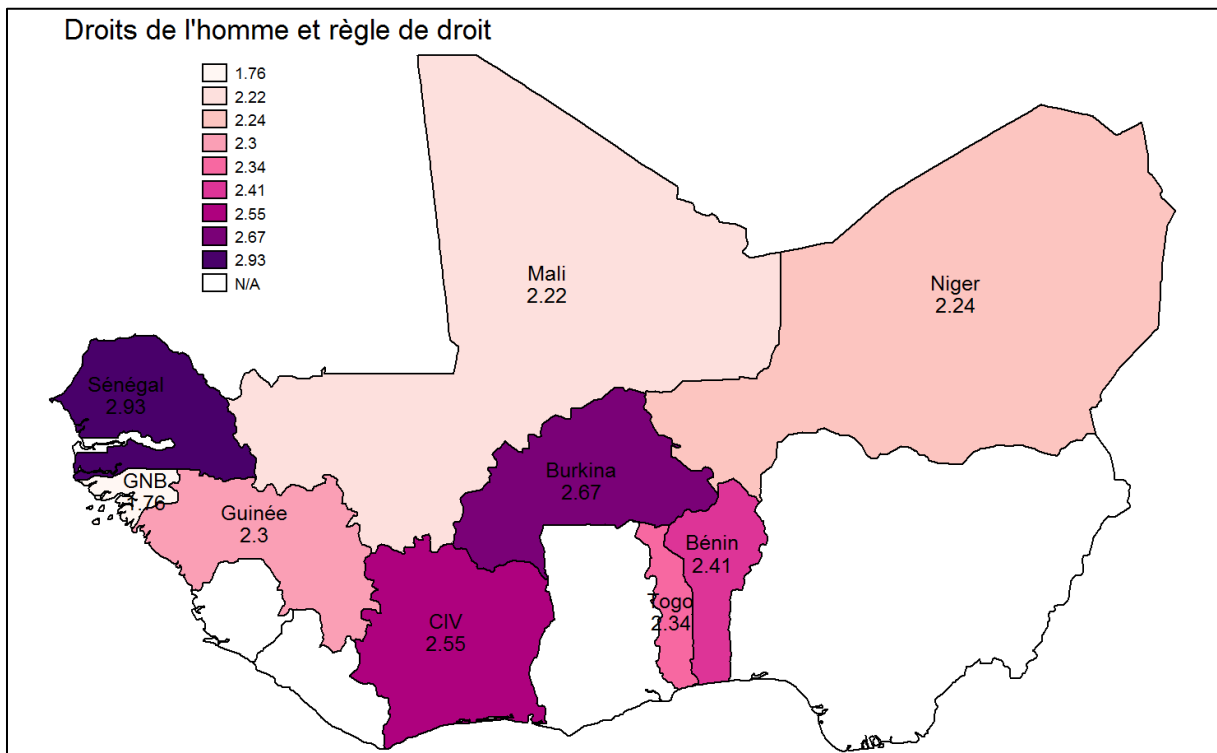 Droits de l'homme et règle de droit
1.76
2.22
2.24
2.3
2.34
2.41
2.55
2.67
2.93
N/A
Mali
2.22
Niger
2.24
Sénégal
2.93
GNB
1.76
Guinée
2.3
Burkina
2.67
Bénin
2.41
Togo
2.34
CIV
2.55